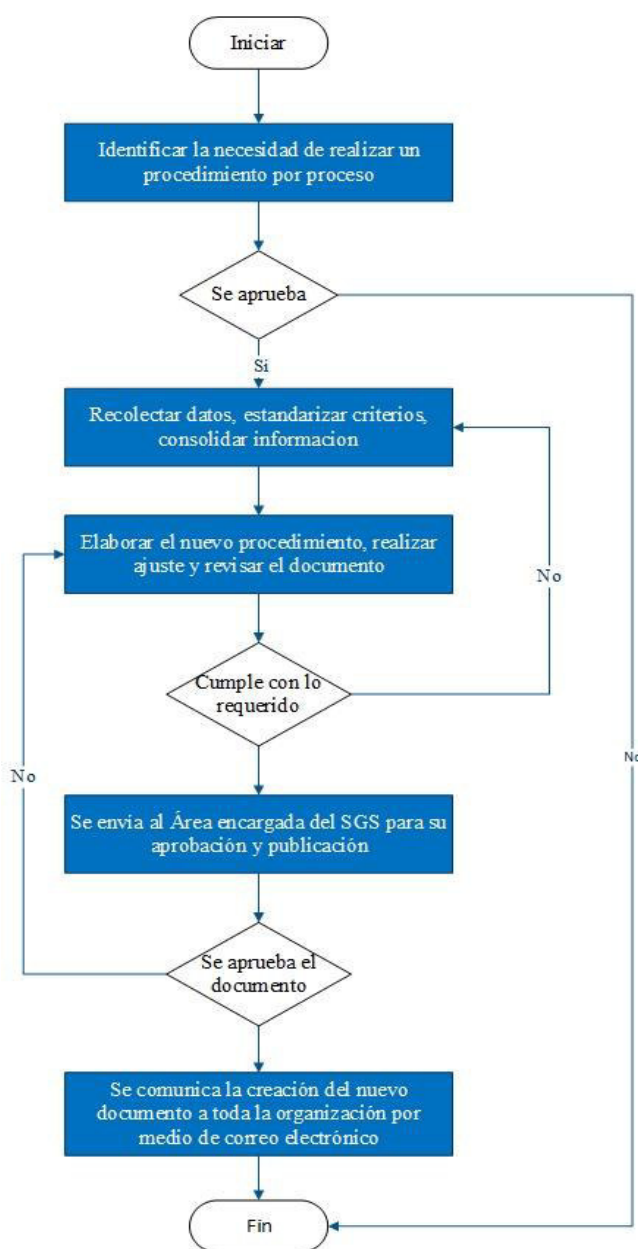 Iniciar
Identificar la necesidad de realizar un
procedimiento por proceso
Se aprueba
Si
Recolectar datos, estandarizar criterios,
consolidar informacion
Elaborar el nuevo procedimiento, realizar
ajuste y revisar el documento
No
Cumple con lo
requerido
No
No
Se envia al Área encargada del SGS para su
aprobación y publicación
Se aprueba el
documento
Se comunica la creación del nuevo
documento a toda la organización por
medio de correo electrónico
Fin